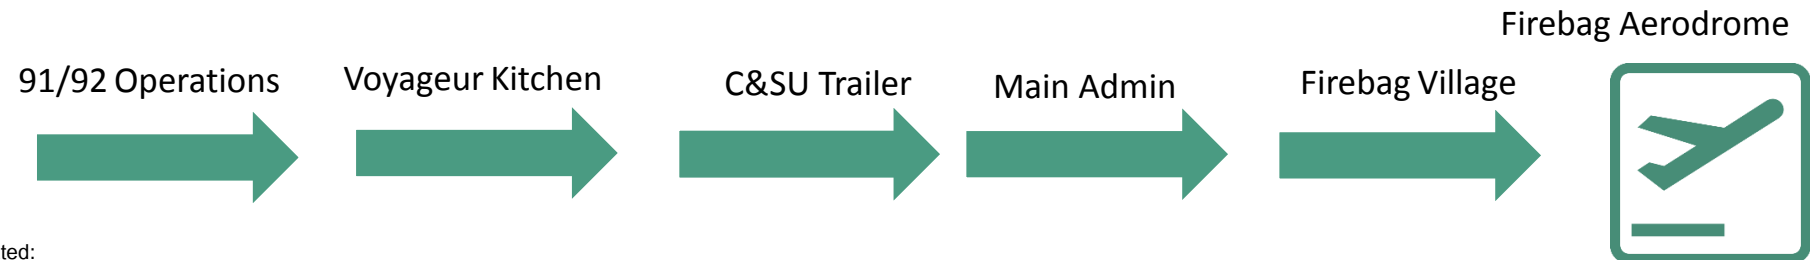 Firebag Aerodrome
91/92 Operations
Voyageur Kitchen
C&SU Trailer
Main Admin
Firebag Village
ted: